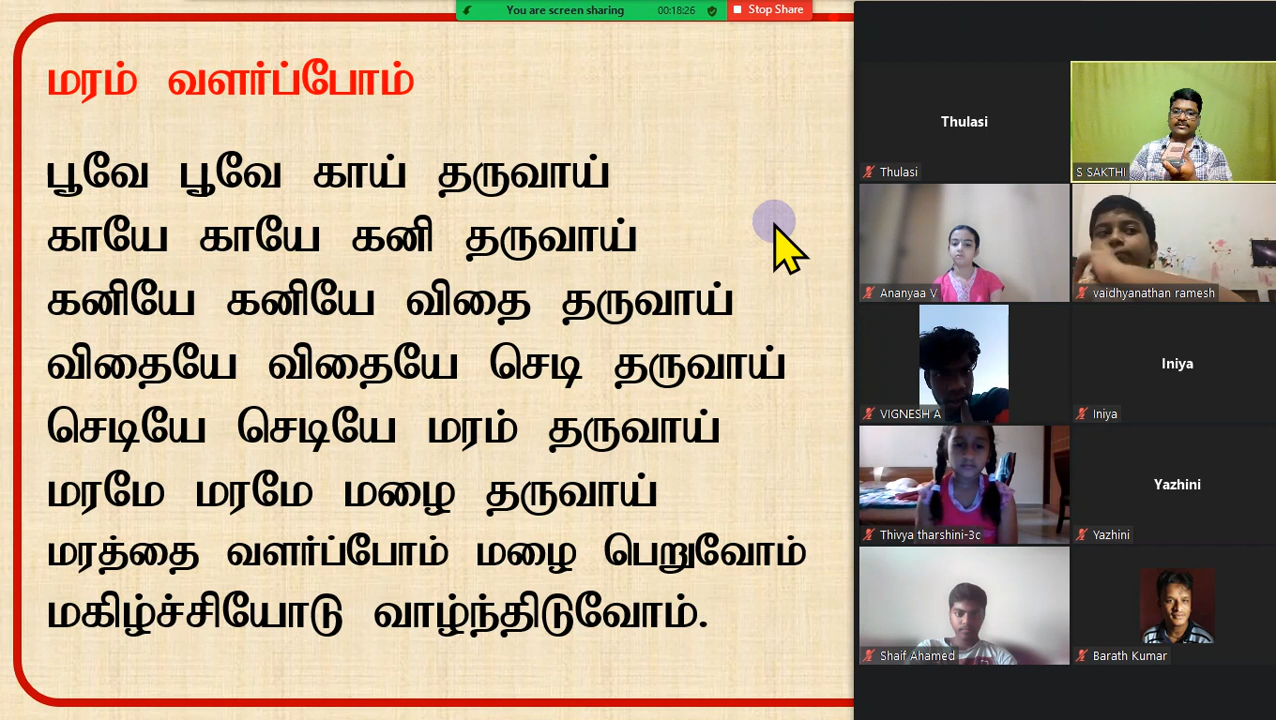 You are screen sharing 00:18:26 Stop Share
மரம் வளர்ப்போம்
பூவே பூவே காய் தருவாய்
காயே காயே கனி தருவாய்
கனியே கனியே விதை தருவாய்
விதையே விதையே செடி தருவாய்
செடியே செடியே மரம் தருவாய்
மரமே மரமே மழை தருவாய்
மரத்தை வளர்ப்போம் மழை பெறுவோம்
மகிழ்ச்சியோடு வாழ்ந்திடுவோம்.
Thulasi
Thulasi
S SAKTHI
Ananyaa V
vaidhyanathan ramesh
VIGNESH A
Iniya
Iniya
Thivya tharshini-3c
Yazhini
Yazhini
Shaif Ahamed
Barath Kumar